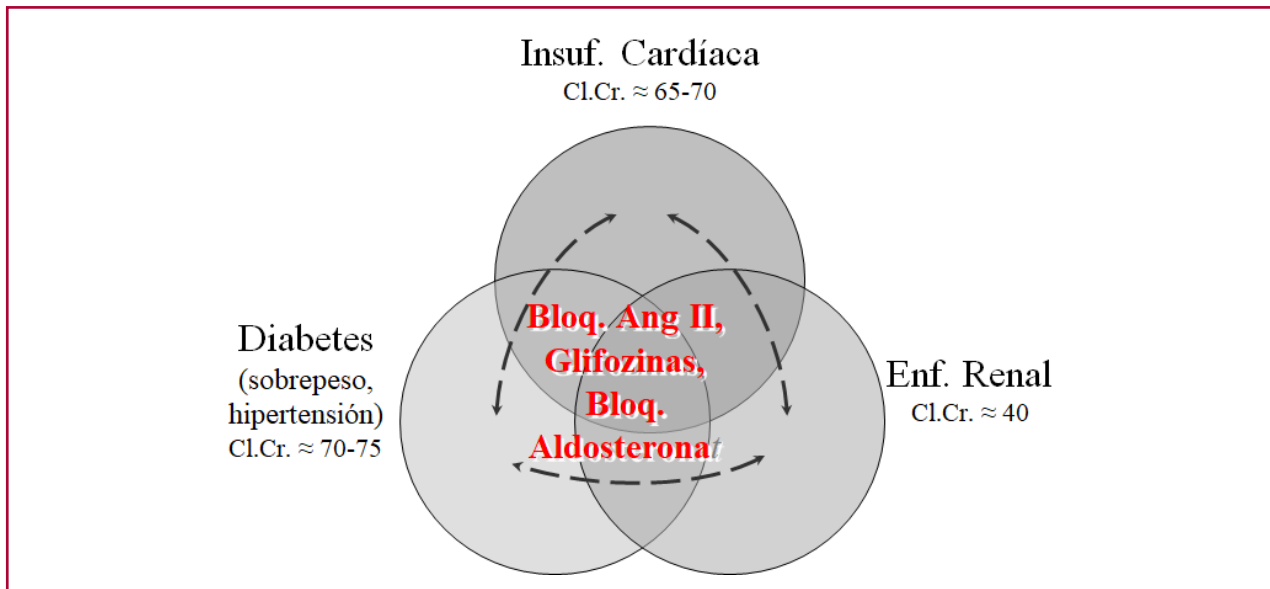 Insuf. Cardíaca
Cl.Cr. ≈ 65-70
Bloq. Ang II,
Glifozinas,
Bloq.
Aldosterona
Diabetes
(sobrepeso,
hipertensión)
Cl.Cr. ≈ 70-75
Enf. Renal
Cl.Cr. ≈ 40